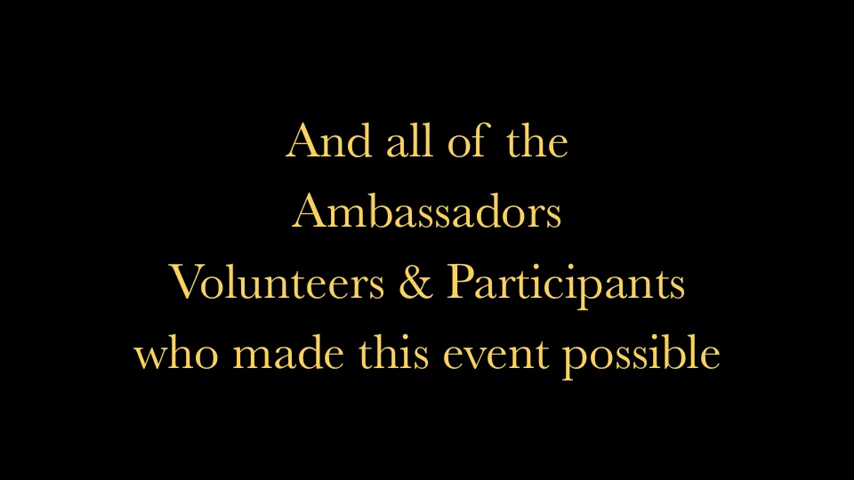 And all of the
Ambassadors
Volunteers & Participants
who made this event possible